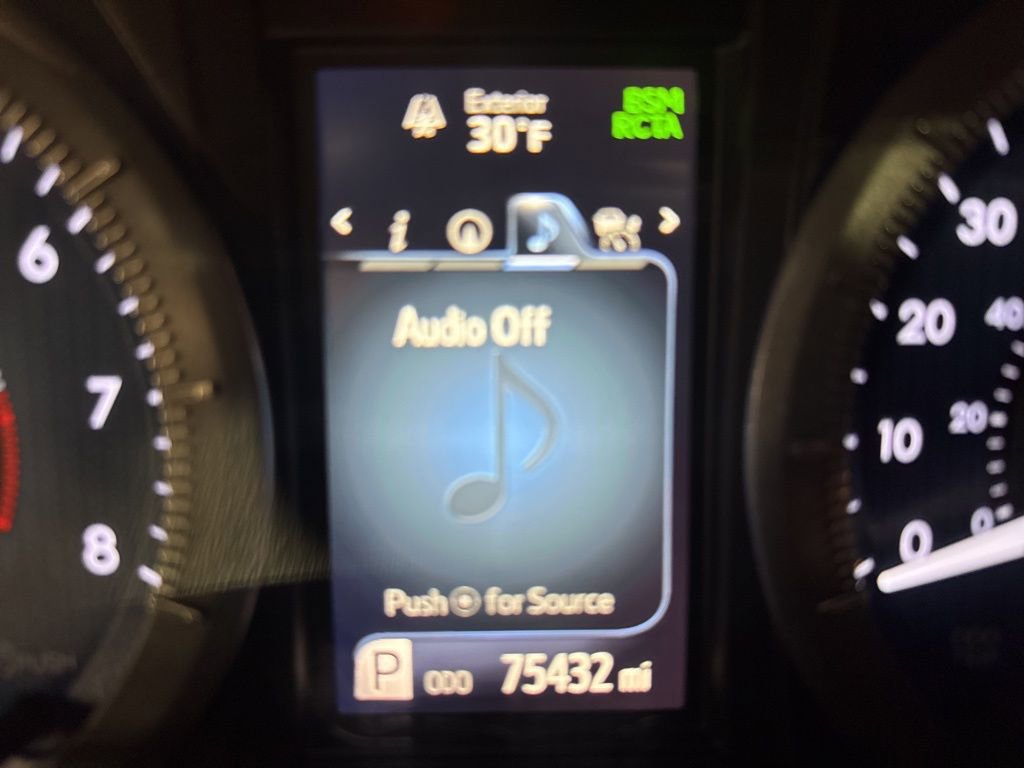 Exterior
30°F
BSM
RCTA
i
Audio Off
Push for Source
P ODO 75432 mi
6
7
8
30
20
10
0
40
20
0